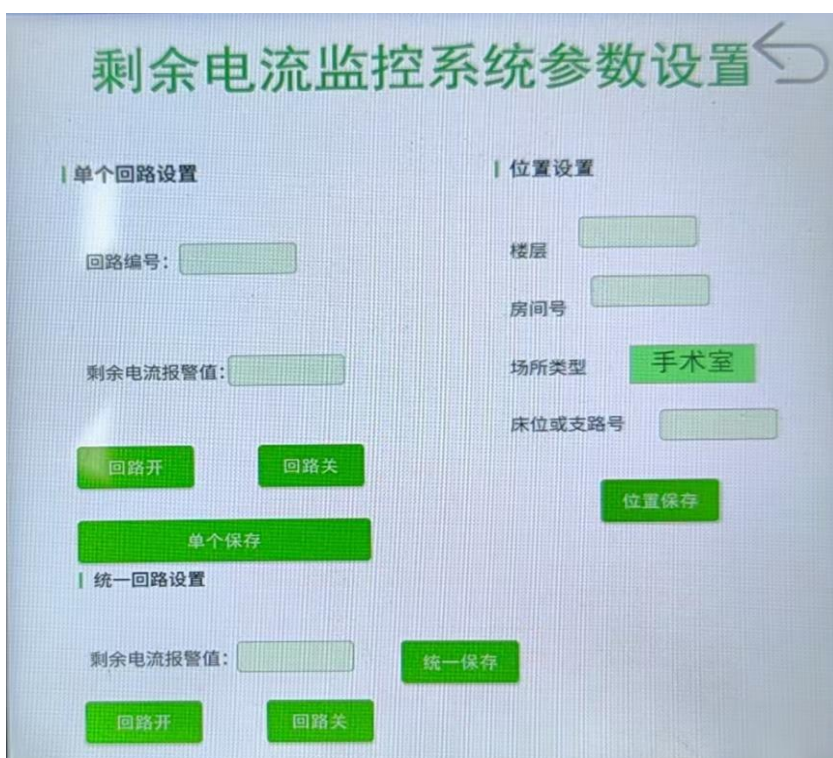 剩余电流监控系统参数设置
单个回路设置
回路编号：
剩余电流报警值：
回路开 回路关
单个保存
统一回路设置
剩余电流报警值： 统一保存
回路开 回路关
位置设置
楼层
房间号
场所类型 手术室
床位或支路号
位置保存